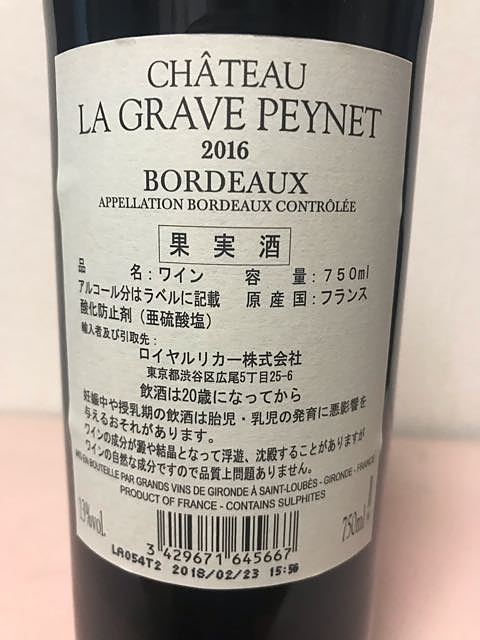 CHÂTEAU
LA GRAVE PEYNET
2016
BORDEAUX
APPELLATION BORDEAUX CONTRÔLÉE
果実酒
品 名：ワイン 容 量：750ml
アルコール分はラベルに記載 原産国：フランス
酸化防止剤（亜硫酸塩）
輸入者及び引取先：
ロイヤルリカー株式会社
東京都渋谷区広尾5丁目25-6
飲酒は20歳になってから
妊娠中や授乳期の飲酒は胎児・乳児の発育に悪影響を
与えるおそれがあります。
ワインの成分が澱や結晶となって浮遊、沈殿することがありますが
ワインの自然な成分ですので品質上問題ありません。
MIS EN BOUTEILLE PAR GRANDS VINS DE GIRONDE À SAINT-LOUBÈS - GIRONDE - FRANCE
PRODUCT OF FRANCE - CONTAINS SULPHITES
13%vol. 750ml
3 429671 645667
LA054T2 2018/02/23 15:56